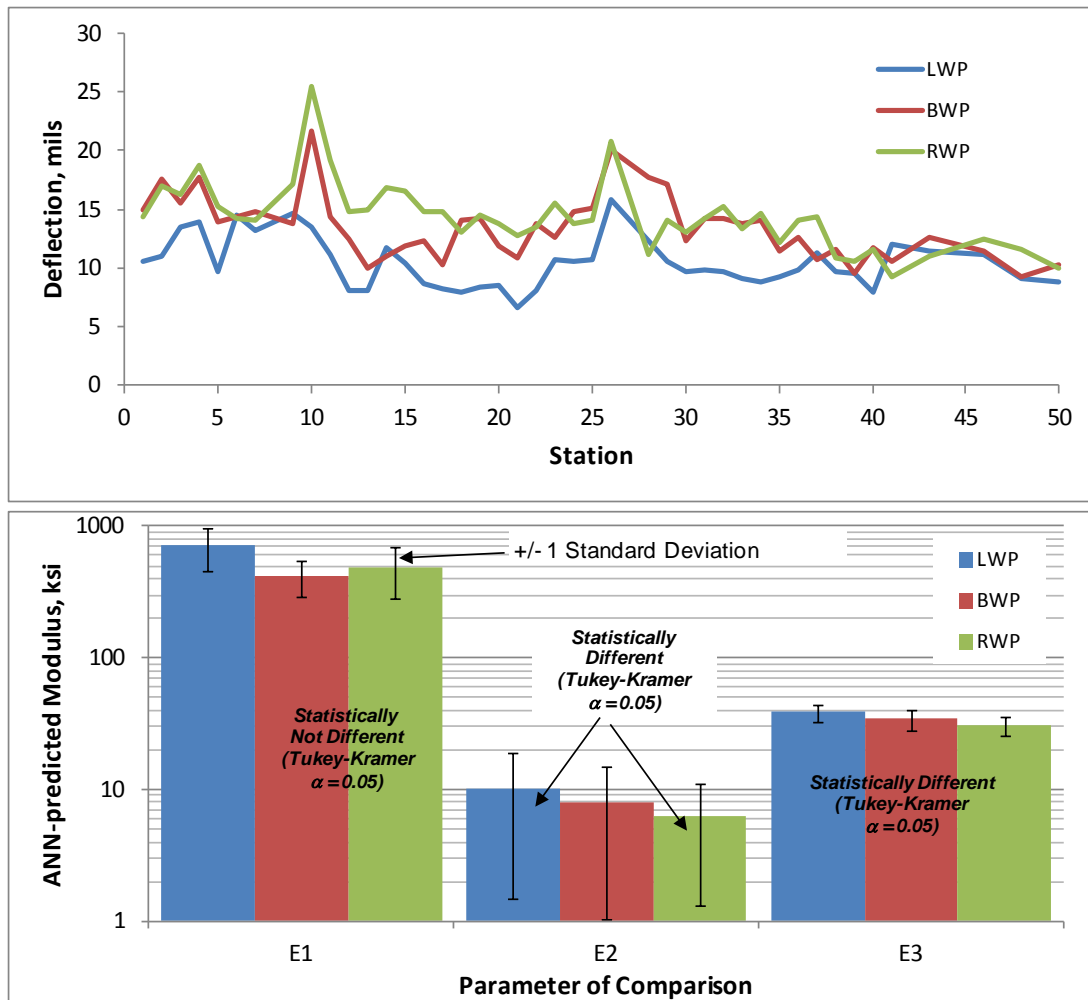 30
25
20
15
10
5
0
Deflection, mils
LWP
BWP
RWP
0 5 10 15 20 25 30 35 40 45 50
Station
1000
100
10
1
ANN-predicted Modulus, ksi
+/- 1 Standard Deviation
LWP
BWP
RWP
Statistically
Different
(Tukey-Kramer
α=0.05)
Statistically
Not Different
(Tukey-Kramer
α=0.05)
Statistically Different
(Tukey-Kramer
α=0.05)
E1 E2 E3
Parameter of Comparison